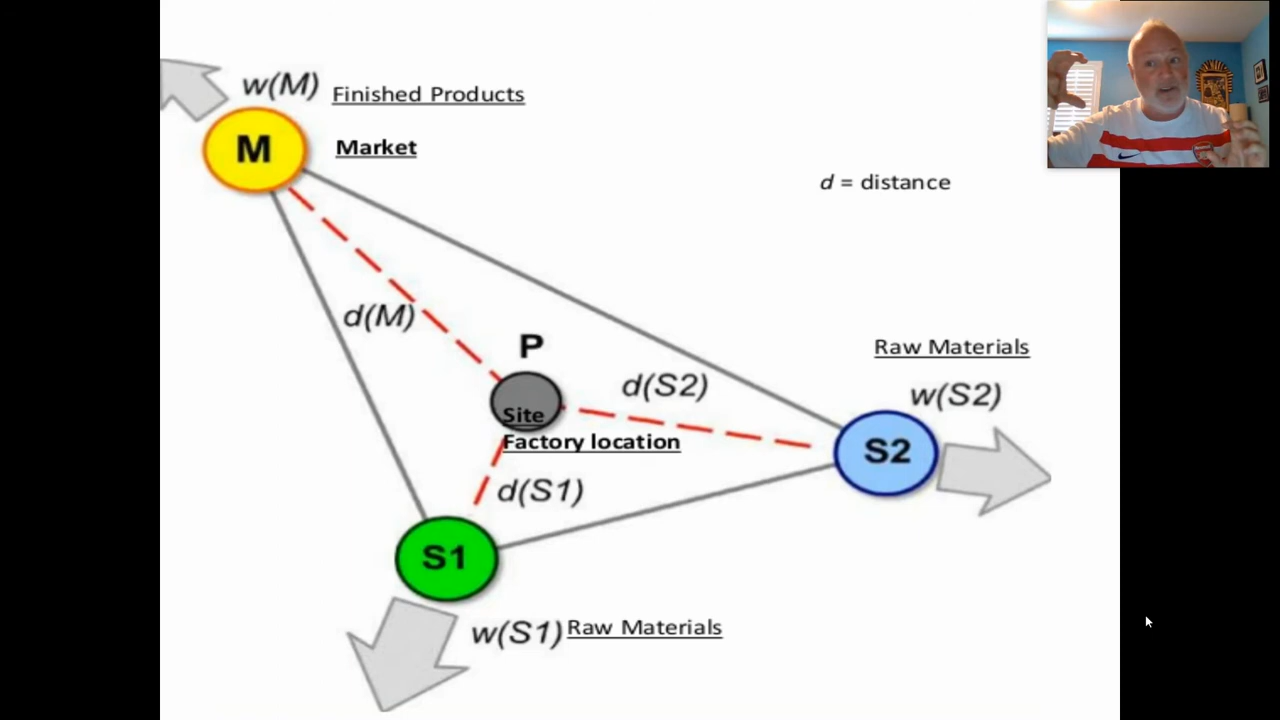 w(M) Finished Products
M
Market
d = distance
d(M)
P
Raw Materials
d(S2)
w(S2)
Site
Factory location
S2
d(S1)
S1
w(S1) Raw Materials